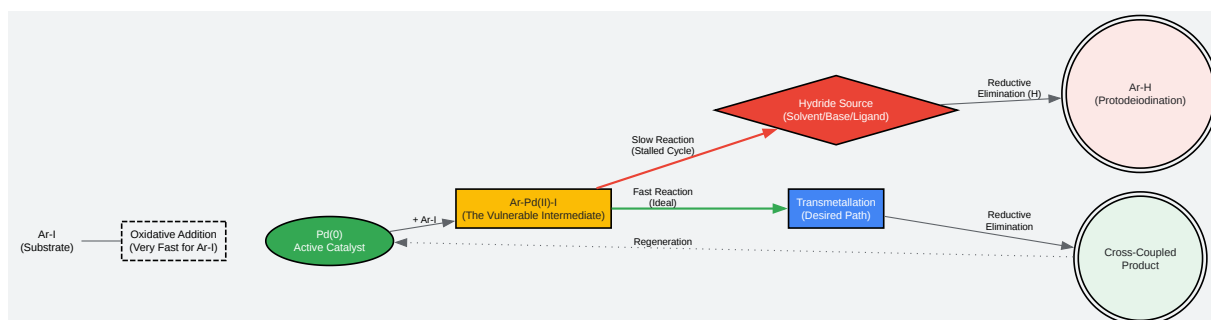 Ar-I
(Substrate)
Oxidative Addition
(Very Fast for Ar-I)
Pd(0)
Active Catalyst
+ Ar-I
Ar-Pd(II)-I
(The Vulnerable Intermediate)
Slow Reaction
(Stalled Cycle)
Hydride Source
(Solvent/Base/Ligand)
Reductive
Elimination (H)
Ar-H
(Protodeiodination)
Fast Reaction
(Ideal)
Transmetallation
(Desired Path)
Reductive
Elimination
Cross-Coupled
Product
Regeneration